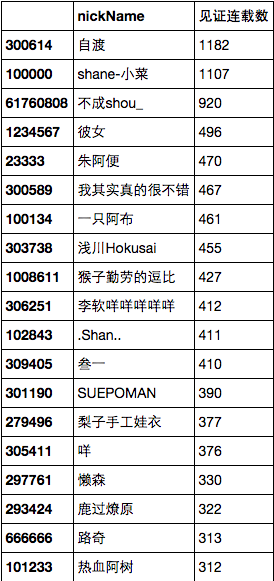 nickName 见证连载数
300614 自渡 1182
100000 shane-小菜 1107
61760808 不成shou_ 920
1234567 彼女 496
23333 朱阿便 470
300589 我其实真的很不错 467
100134 一只阿布 461
303738 浅川Hokusai 455
1008611 猴子勤劳的逗比 427
306251 李软咩咩咩咩咩 412
102843 .Shan.. 411
309405 叁一 410
301190 SUEPOMAN 390
279496 梨子手工娃衣 377
305411 咩 376
297761 懒森 330
293424 鹿过燎原 322
666666 路奇 313
101233 热血阿树 312